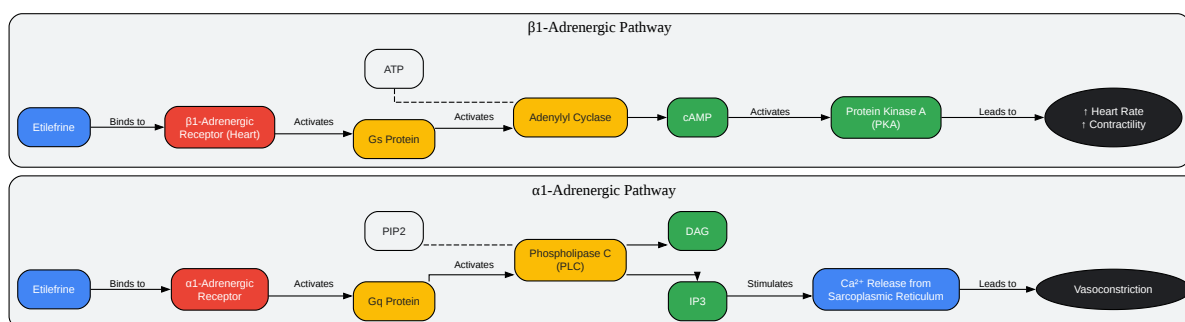 β1-Adrenergic Pathway
ATP
Etilefrine
Binds to
β1-Adrenergic
Receptor (Heart)
Activates
Gs Protein
Activates
Adenylyl Cyclase
cAMP
Activates
Protein Kinase A
(PKA)
Leads to
↑ Heart Rate
↑ Contractility
α1-Adrenergic Pathway
PIP2
Etilefrine
Binds to
α1-Adrenergic
Receptor
Activates
Gq Protein
Activates
Phospholipase C
(PLC)
DAG
IP3
Stimulates
Ca²⁺ Release from
Sarcoplasmic Reticulum
Leads to
Vasoconstriction